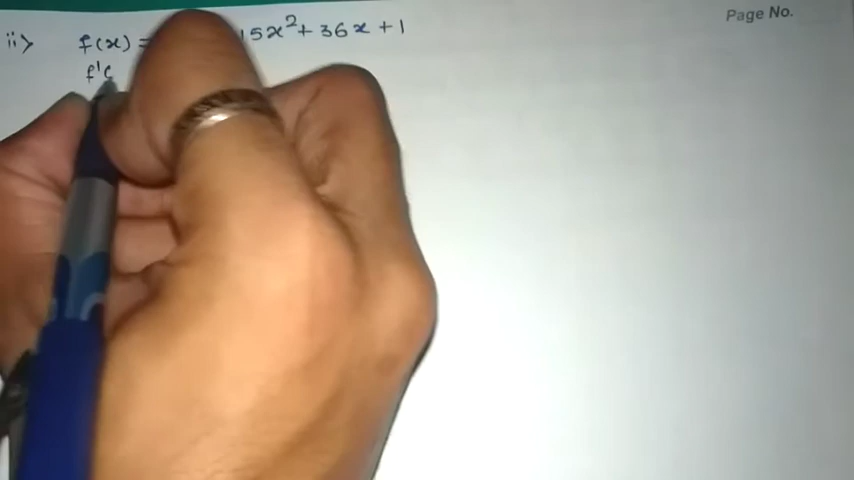 Page No.
ii> f(x) = 15x² + 36x + 1
f'(